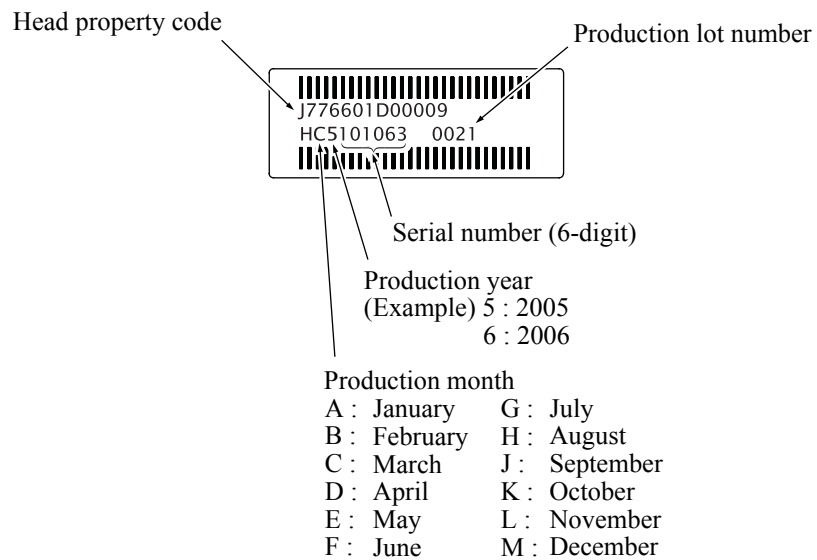 Head property code
Production lot number
J776601D00009
HC5101063 0021
Serial number (6-digit)
Production year
(Example) 5 : 2005
6 : 2006
Production month
A : January G : July
B : February H : August
C : March J : September
D : April K : October
E : May L : November
F : June M : December